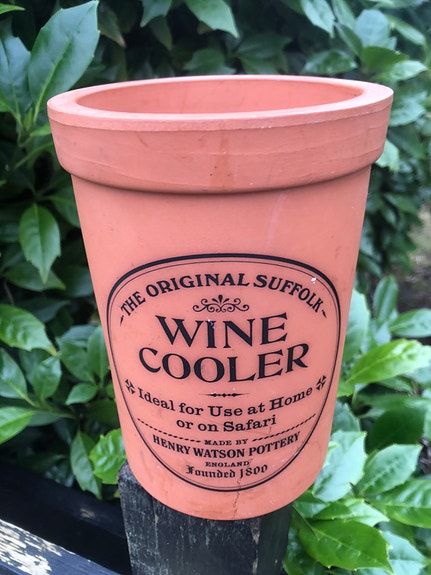 THE ORIGINAL SUFFOLK
WINE
COOLER
Ideal for Use at Home
or on Safari
MADE BY
HENRY WATSON POTTERY
ENGLAND
Founded 1800